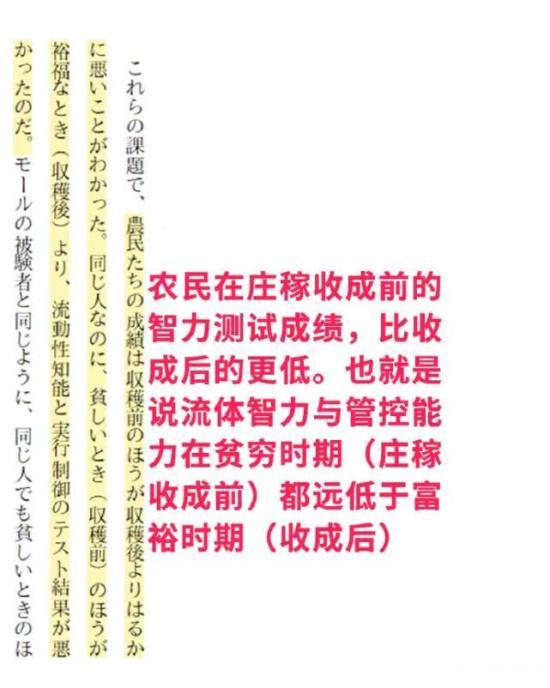 これらの課題で、農民たちの成績は収穫前のほうが収穫後よりはるか
に悪いことがわかった。同じ人なのに、貧しいとき（収穫前）のほうが
裕福なとき（収穫後）より、流動性知能と実行制御のテスト結果が悪
かったのだ。モールの被験者と同じように、同じ人でも貧しいときのほ
农民在庄稼收成前的
智力测试成绩，比收
成后的更低。也就是
说流体智力与管控能
力在贫穷时期（庄稼
收成前）都远低于富
裕时期（收成后）